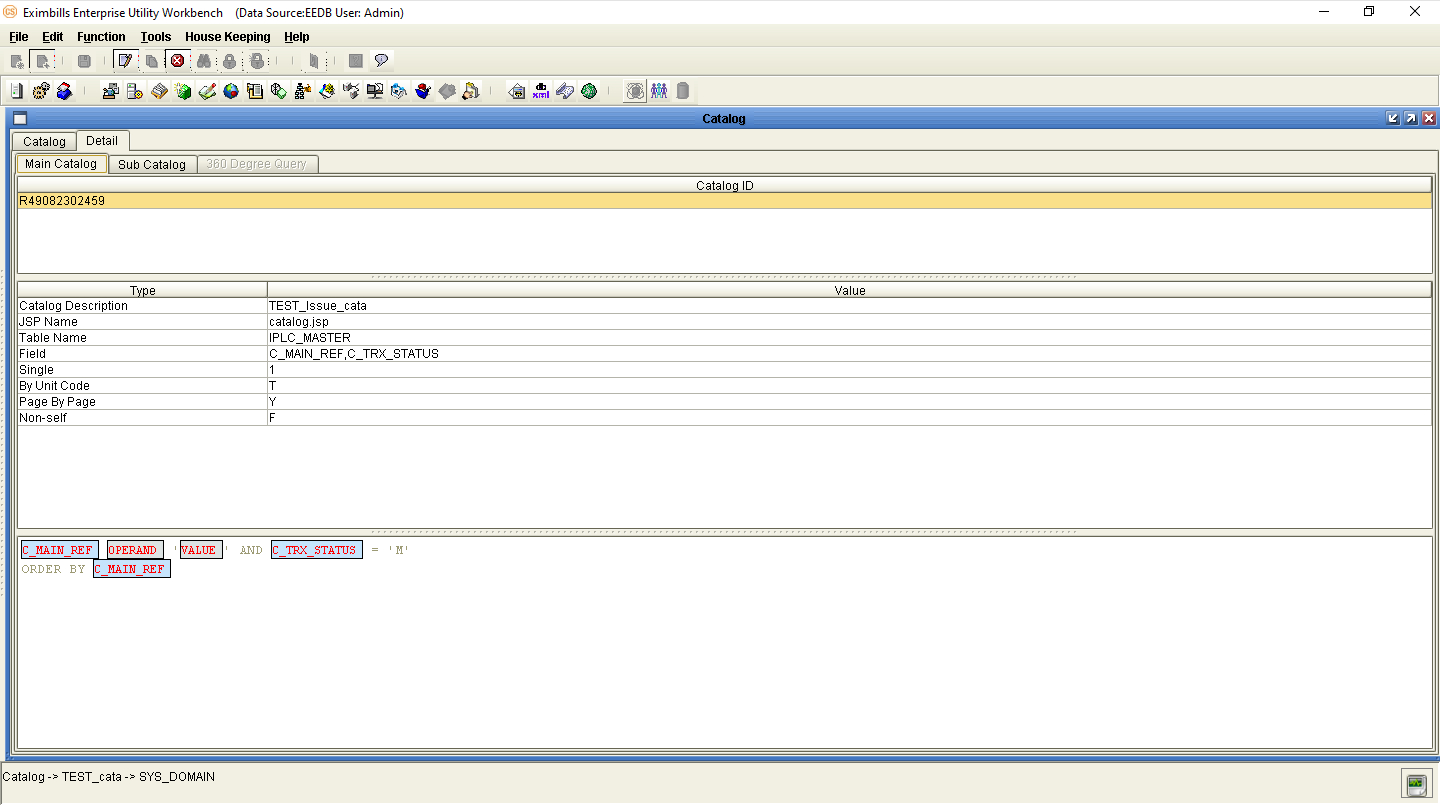 Eximbills Enterprise Utility Workbench (Data Source:EEDB User: Admin)
File Edit Function Tools House Keeping Help
Catalog
Catalog Detail
Main Catalog Sub Catalog 360 Degree Query
Catalog ID
R49082302459
Type Value
Catalog Description TEST_Issue_cata
JSP Name catalog.jsp
Table Name IPLC_MASTER
Field C_MAIN_REF,C_TRX_STATUS
Single 1
By Unit Code T
Page By Page Y
Non-self F
C_MAIN_REF OPERAND 'VALUE' AND C_TRX_STATUS = 'M'
ORDER BY C_MAIN_REF
Catalog -> TEST_cata -> SYS_DOMAIN